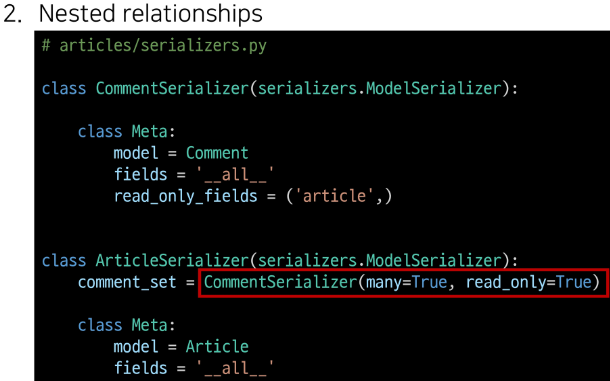 2. Nested relationships
# articles/serializers.py
class CommentSerializer(serializers.ModelSerializer):
class Meta:
model = Comment
fields = '__all__'
read_only_fields = ('article',)
class ArticleSerializer(serializers.ModelSerializer):
comment_set = CommentSerializer(many=True, read_only=True)
class Meta:
model = Article
fields = '__all__'